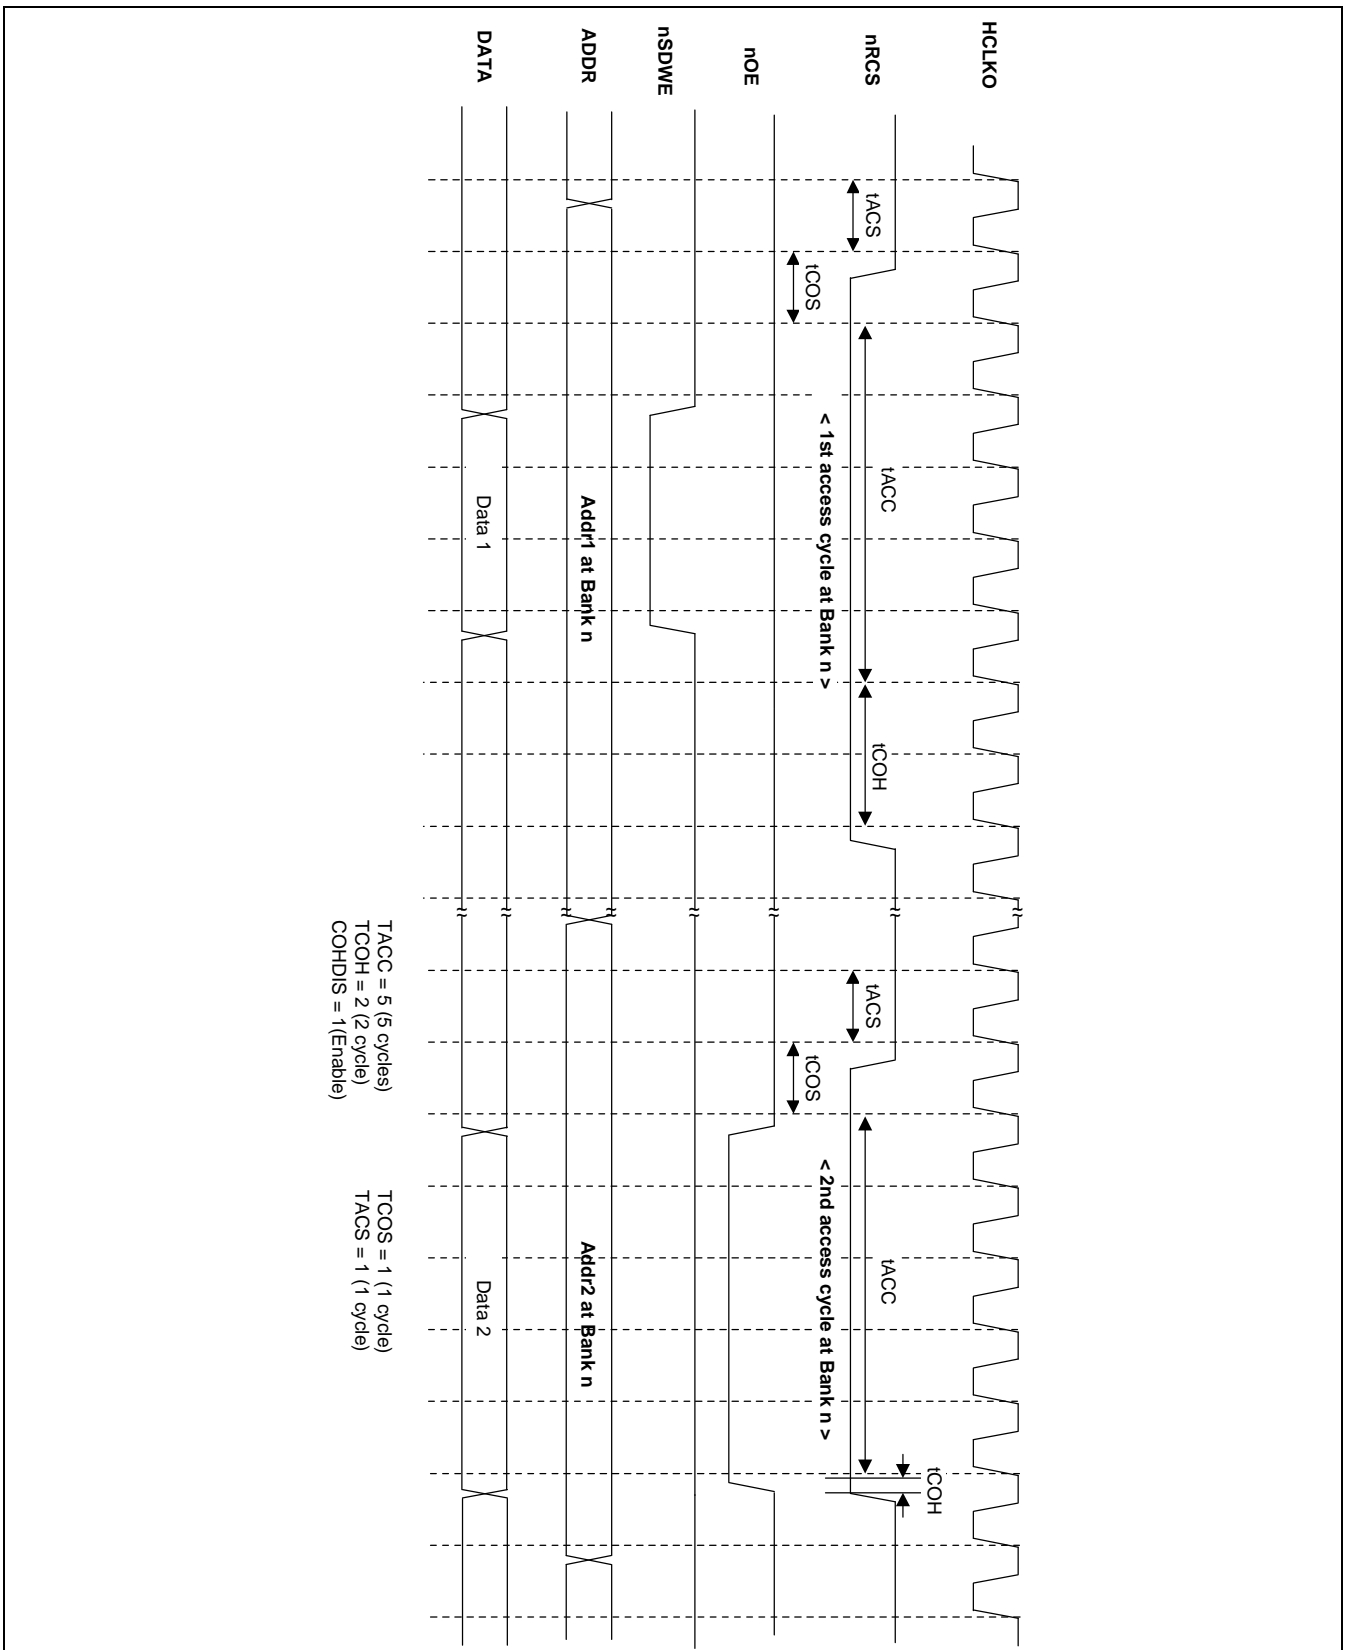 HCLKO
nRCS
nOE
nSDWE
ADDR
DATA
tACS
tCOS
tACC
< 1st access cycle at Bank n >
tCOH
Addr1 at Bank n
Data 1
tACS
tCOS
tACC
< 2nd access cycle at Bank n >
tCOH
Addr2 at Bank n
Data 2
TACC = 5 (5 cycles)
TCOH = 2 (2 cycle)
COHDIS = 1(Enable)
TCOS = 1 (1 cycle)
TACS = 1 (1 cycle)